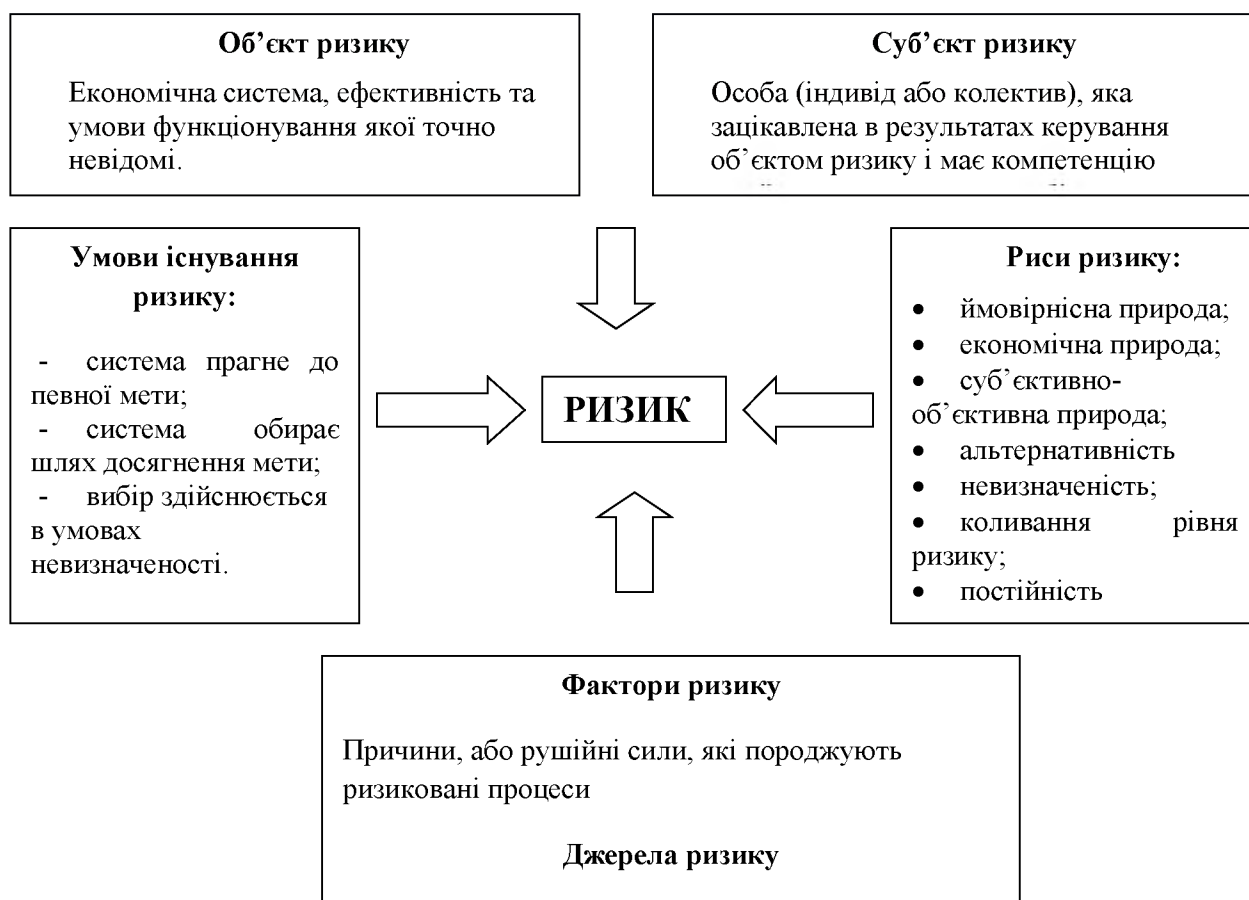 Об’єкт ризику
Економічна система, ефективність та
умови функціонування якої точно
невідомі.
Суб’єкт ризику
Особа (індивід або колектив), яка
зацікавлена в результатах керування
об’єктом ризику і має компетенцію
Умови існування
ризику:
- система прагне до
певної мети;
- система обирає
шлях досягнення мети;
- вибір здійснюється
в умовах
невизначеності.
РИЗИК
Риси ризику:
• ймовірнісна природа;
• економічна природа;
• суб’єктивно-
об’єктивна природа;
• альтернативність
• невизначеність;
• коливання рівня
ризику;
• постійність
Фактори ризику
Причини, або рушійні сили, які породжують
ризиковані процеси
Джерела ризику